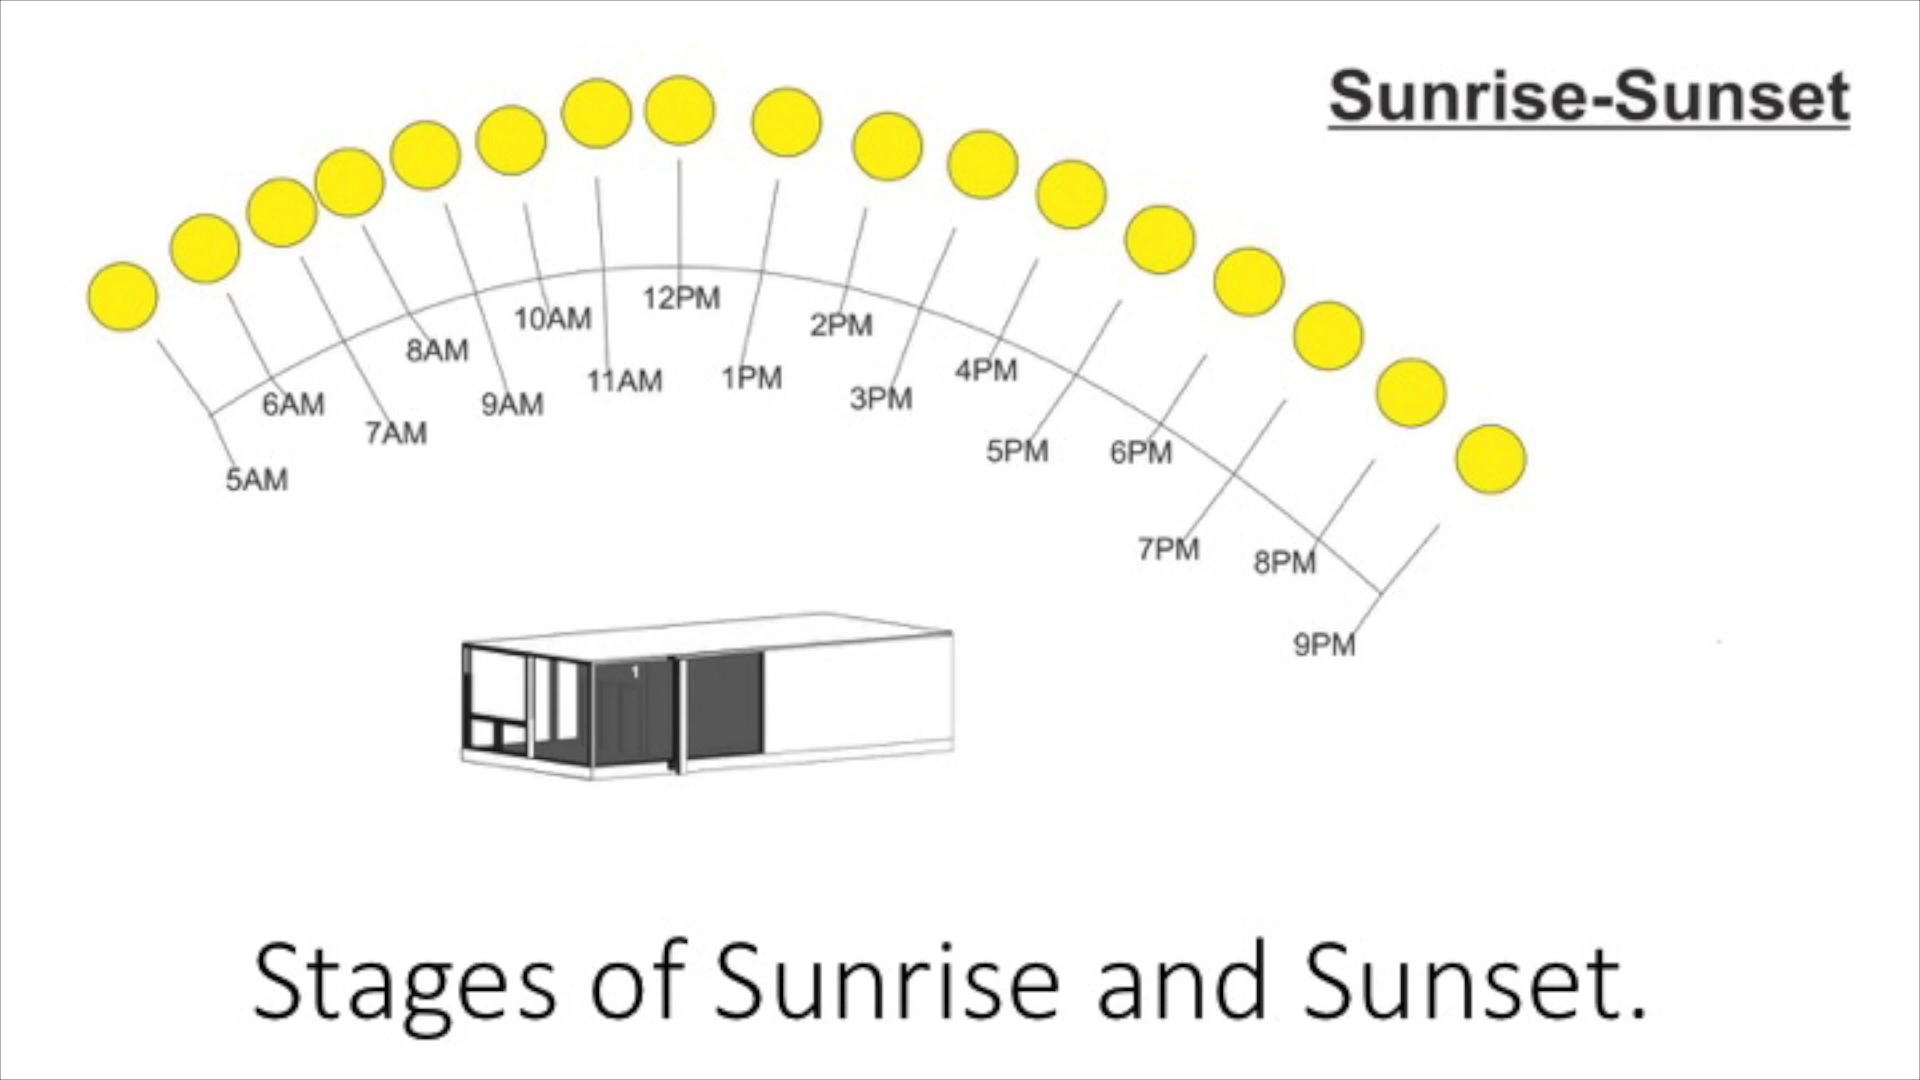 Sunrise-Sunset
5AM
6AM
7AM
8AM
9AM
10AM
11AM
12PM
1PM
2PM
3PM
4PM
5PM
6PM
7PM
8PM
9PM
1
Stages of Sunrise and Sunset.